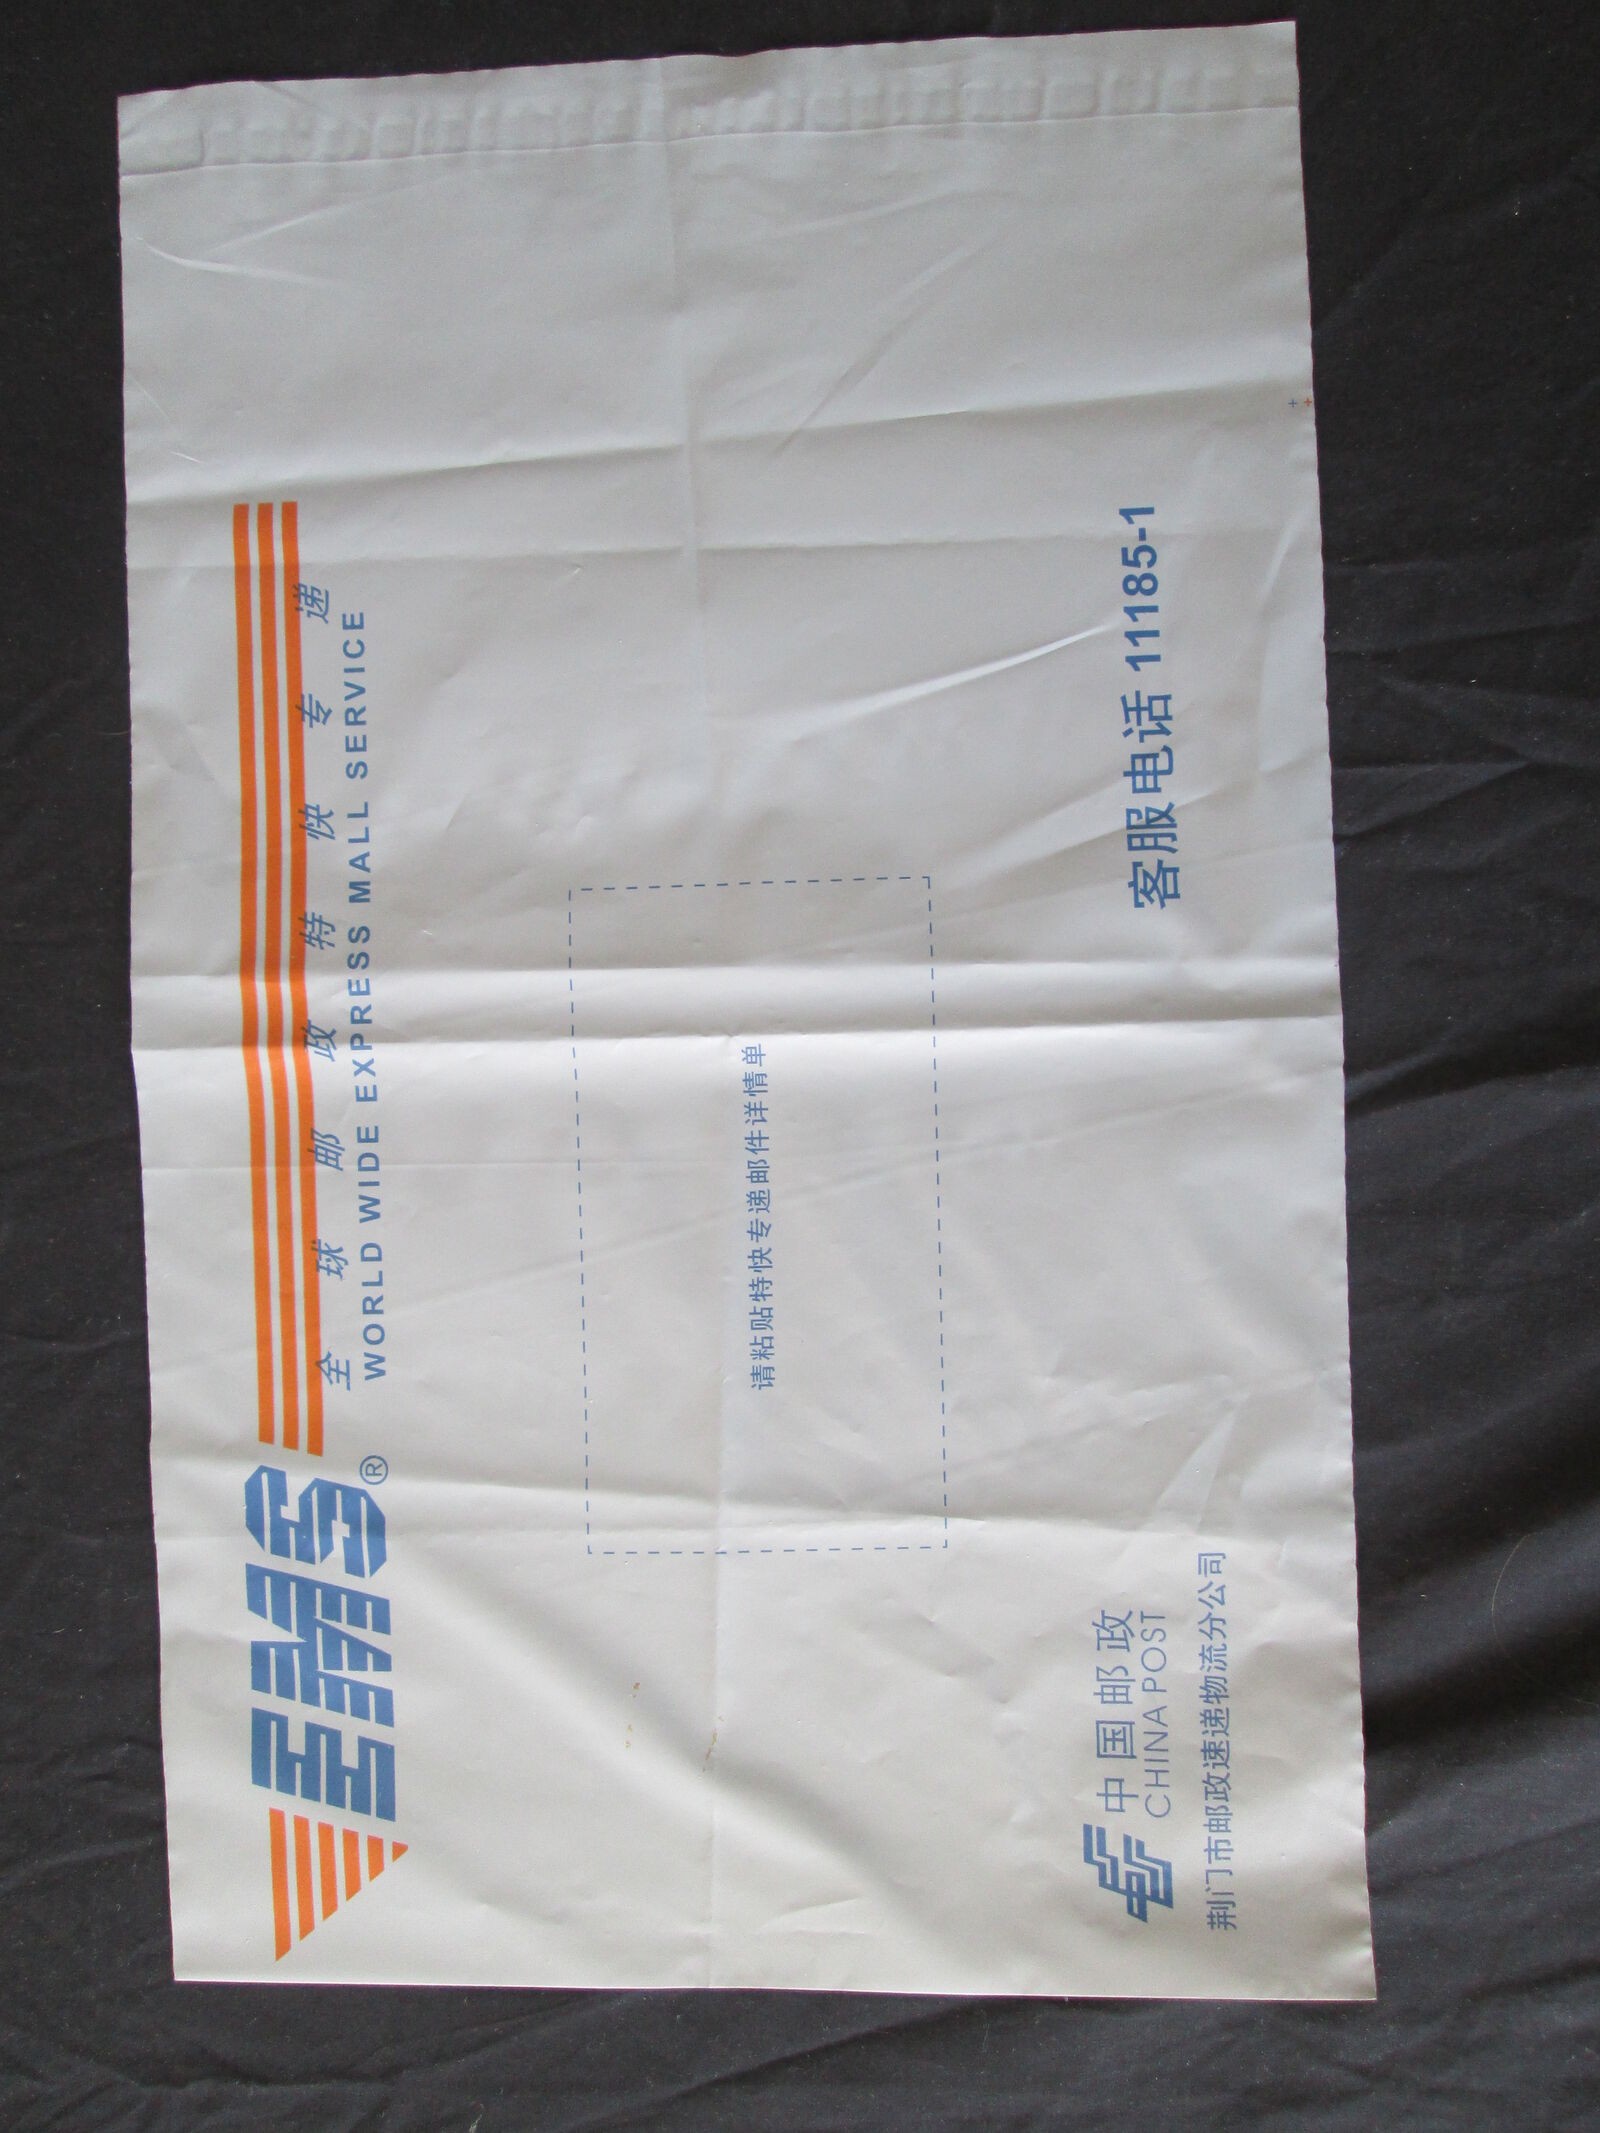 EMS®
全球邮政特快专递
WORLD WIDE EXPRESS MALL SERVICE
请粘贴特快专递邮件详情单
中国邮政
CHINA POST
荆门市邮政速递物流分公司
客服电话 11185-1